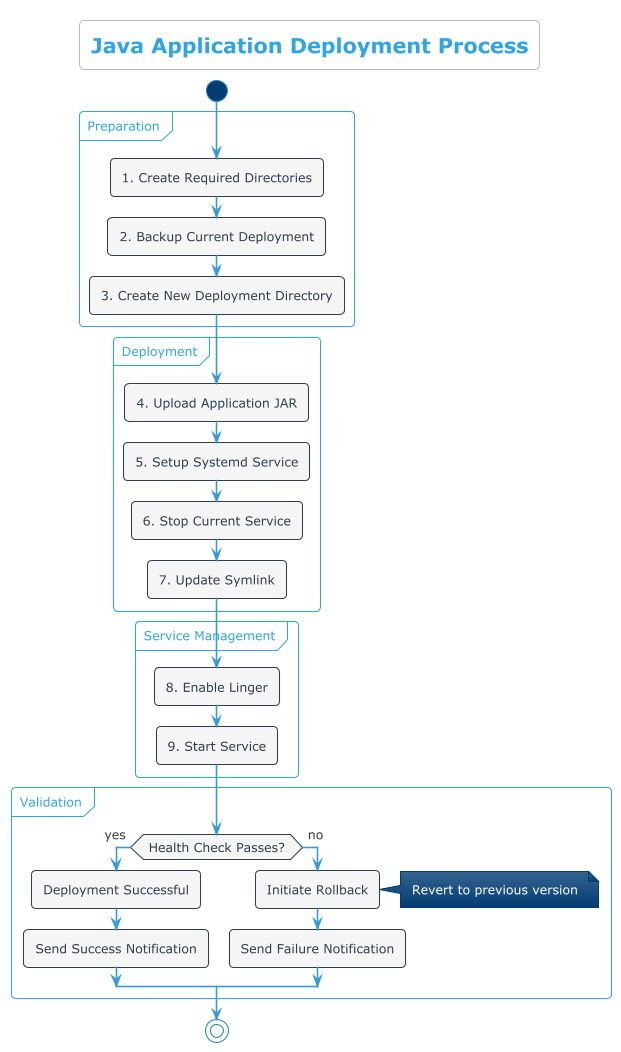 Java Application Deployment Process
Preparation
1. Create Required Directories
2. Backup Current Deployment
3. Create New Deployment Directory
Deployment
4. Upload Application JAR
5. Setup Systemd Service
6. Stop Current Service
7. Update Symlink
Service Management
8. Enable Linger
9. Start Service
Validation
yes
Health Check Passes?
no
Deployment Successful
Initiate Rollback
Revert to previous version
Send Success Notification
Send Failure Notification